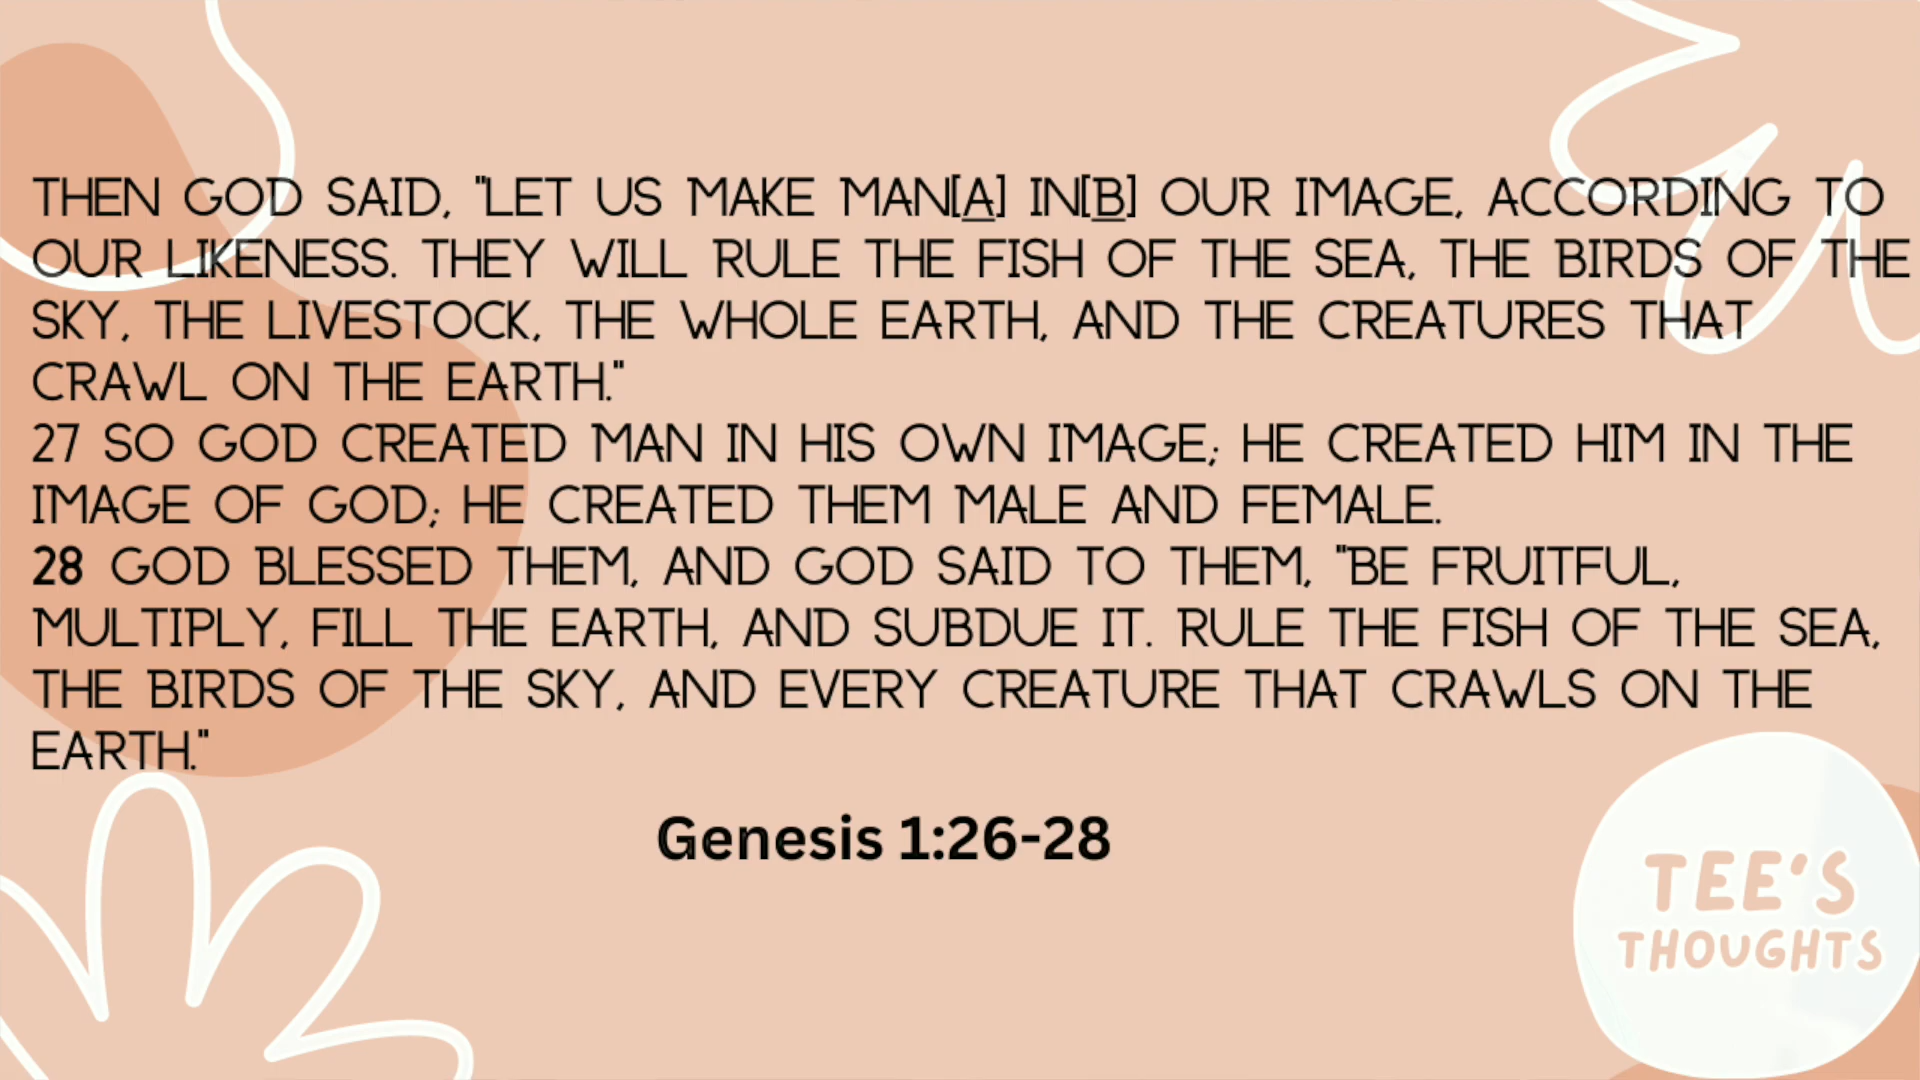 THEN GOD SAID, "LET US MAKE MAN[A] IN[B] OUR IMAGE, ACCORDING TO
OUR LIKENESS. THEY WILL RULE THE FISH OF THE SEA, THE BIRDS OF THE
SKY, THE LIVESTOCK, THE WHOLE EARTH, AND THE CREATURES THAT
CRAWL ON THE EARTH."
27 SO GOD CREATED MAN IN HIS OWN IMAGE; HE CREATED HIM IN THE
IMAGE OF GOD; HE CREATED THEM MALE AND FEMALE.
28 GOD BLESSED THEM, AND GOD SAID TO THEM, "BE FRUITFUL,
MULTIPLY, FILL THE EARTH, AND SUBDUE IT. RULE THE FISH OF THE SEA,
THE BIRDS OF THE SKY, AND EVERY CREATURE THAT CRAWLS ON THE
EARTH."
Genesis 1:26-28
TEE'S
THOUGHTS